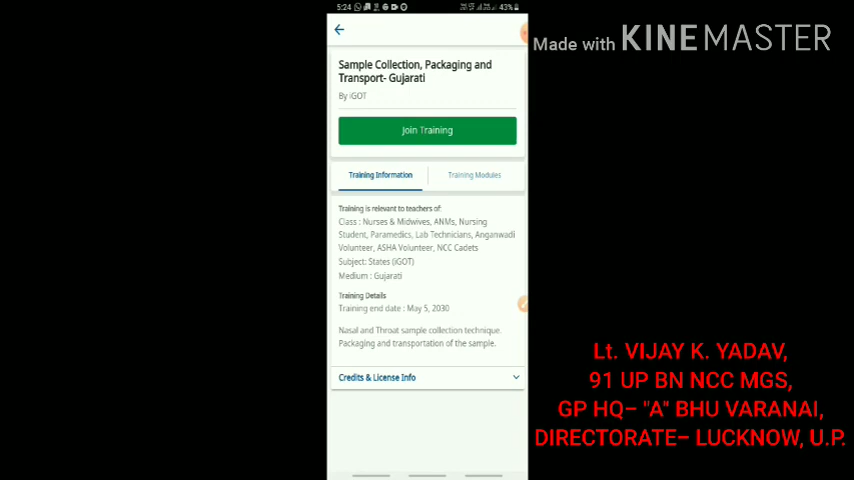 5:24 43%
Made with KINEMASTER
Sample Collection, Packaging and
Transport- Gujarati
By iGOT
Join Training
Training Information Training Modules
Training is relevant to teachers of:
Class : Nurses & Midwives, ANMs, Nursing
Student, Paramedics, Lab Technicians, Anganwadi
Volunteer, ASHA Volunteer, NCC Cadets
Subject: States (iGOT)
Medium : Gujarati
Training Details
Training end date : May 5, 2030
Nasal and Throat sample collection technique.
Packaging and transportation of the sample.
Credits & License Info
Lt. VIJAY K. YADAV,
91 UP BN NCC MGS,
GP HQ– "A" BHU VARANAI,
DIRECTORATE– LUCKNOW, U.P.